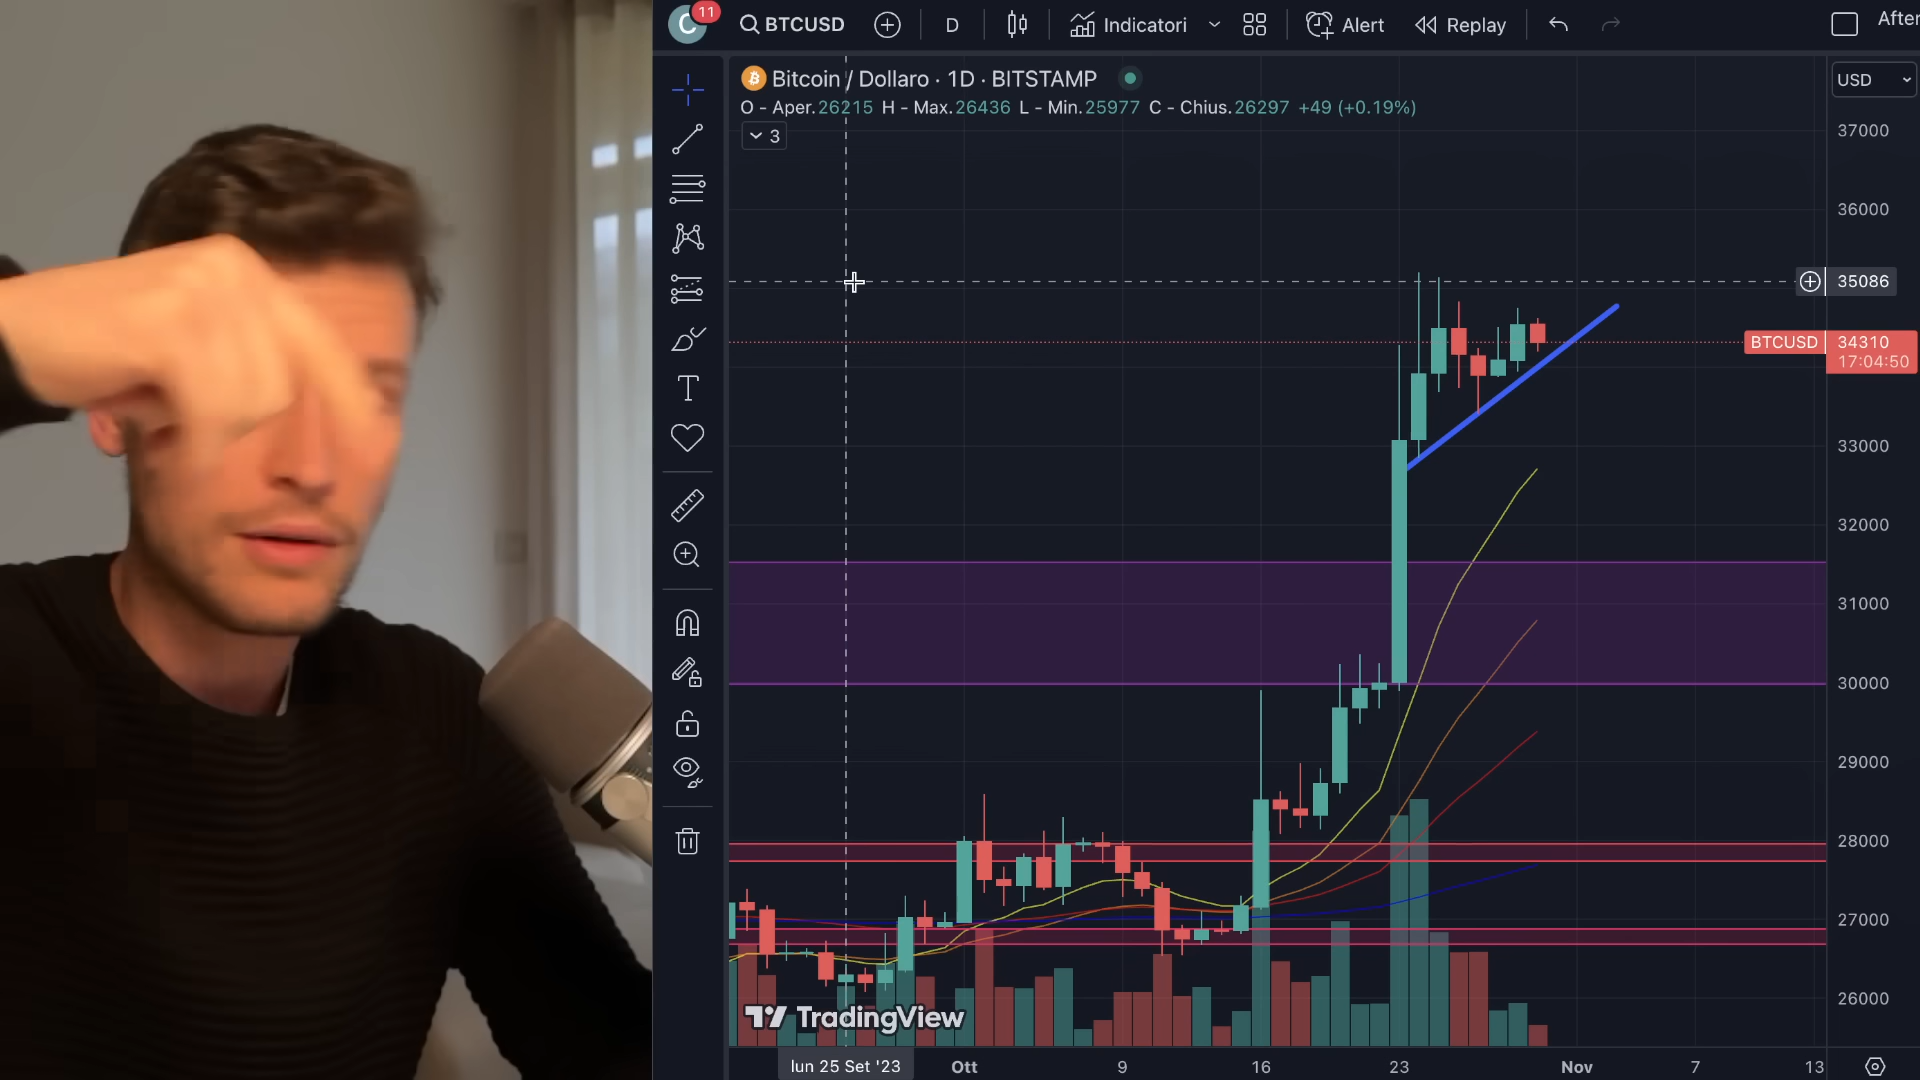 C 11 BTCUSD D Indicatori Alert Replay After
Bitcoin / Dollaro · 1D · BITSTAMP
USD
O - Aper.26215 H - Max.26436 L - Min.25977 C - Chius.26297 +49 (+0.19%)
3
37000
36000
35086
BTCUSD 34310
17:04:50
33000
32000
31000
30000
29000
28000
27000
26000
TradingView
lun 25 Set '23 Ott 9 16 23 Nov 7 13